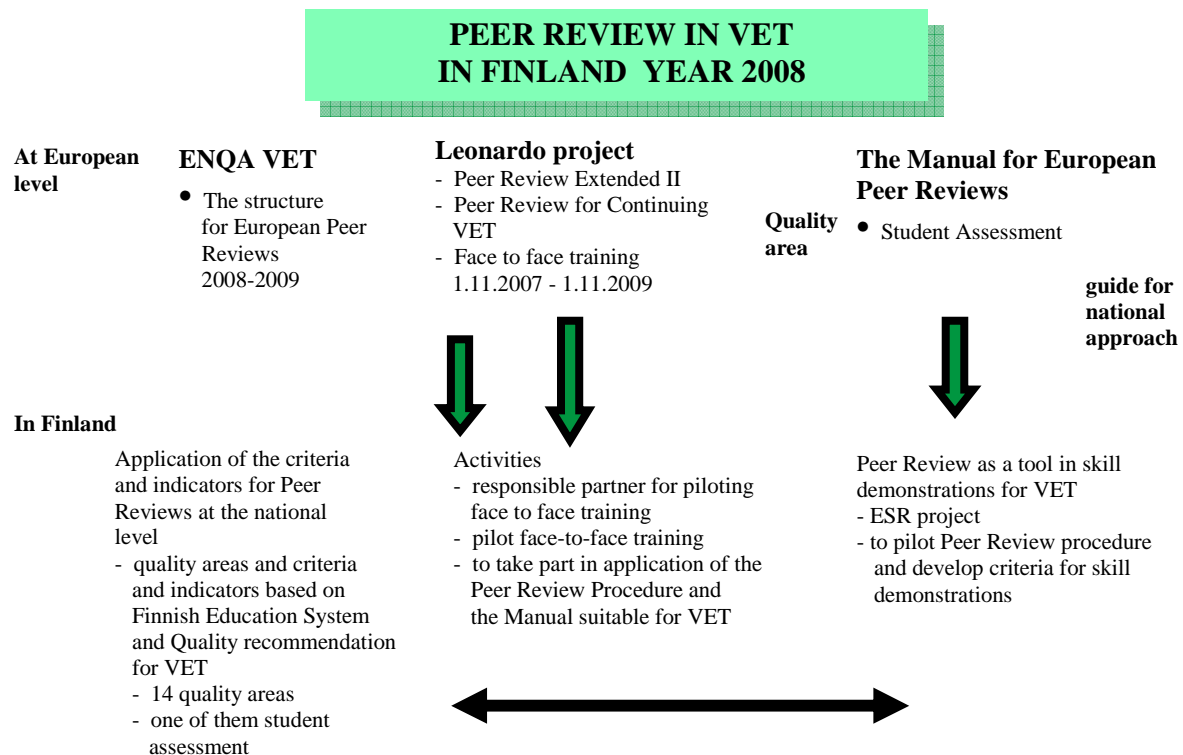 PEER REVIEW IN VET
IN FINLAND YEAR 2008
At European
level
ENQA VET
• The structure
for European Peer
Reviews
2008-2009
Leonardo project
- Peer Review Extended II
- Peer Review for Continuing
VET
- Face to face training
1.11.2007 - 1.11.2009
Quality
area
The Manual for European
Peer Reviews
• Student Assessment
guide for
national
approach
In Finland
Application of the criteria
and indicators for Peer
Reviews at the national
level
- quality areas and criteria
and indicators based on
Finnish Education System
and Quality recommendation
for VET
- 14 quality areas
- one of them student
assessment
Activities
- responsible partner for piloting
face to face training
- pilot face-to-face training
- to take part in application of the
Peer Review Procedure and
the Manual suitable for VET
Peer Review as a tool in skill
demonstrations for VET
- ESR project
- to pilot Peer Review procedure
and develop criteria for skill
demonstrations